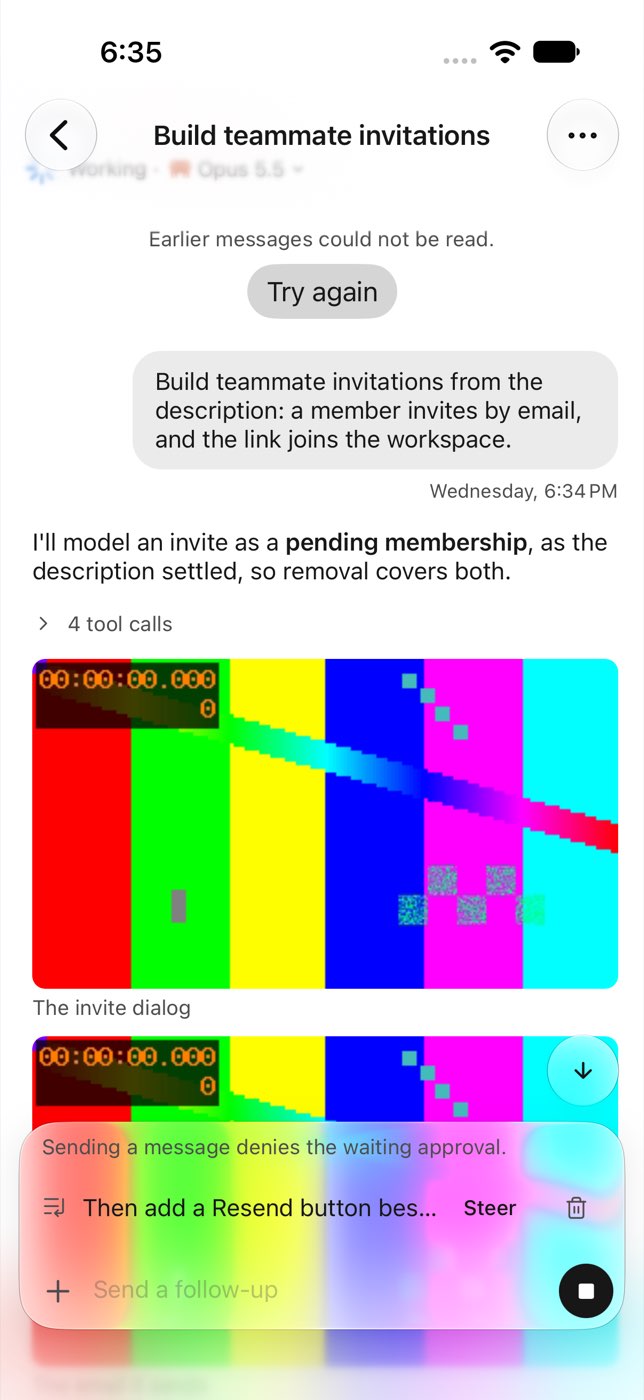 6:35
Build teammate invitations
Working · Opus 5.5
Earlier messages could not be read.
Try again
Build teammate invitations from the
description: a member invites by email,
and the link joins the workspace.
Wednesday, 6:34 PM
I'll model an invite as a pending membership, as the
description settled, so removal covers both.
4 tool calls
00:00:00.000
0
The invite dialog
00:00:00.000
0
Sending a message denies the waiting approval.
Then add a Resend button bes...
Steer
Send a follow-up